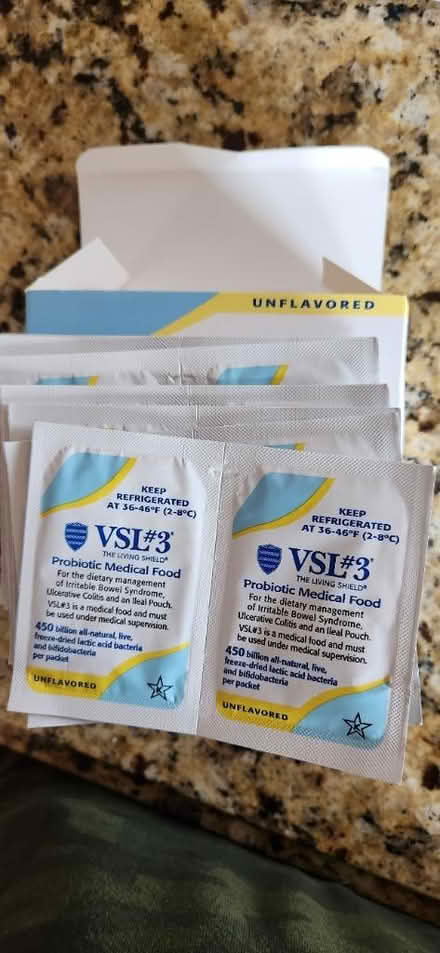 UNFLAVORED
KEEP
REFRIGERATED
AT 36-46°F (2-8°C)
VSL#3®
THE LIVING SHIELD®
Probiotic Medical Food
For the dietary management
of Irritable Bowel Syndrome,
Ulcerative Colitis and an Ileal Pouch.
VSL#3 is a medical food and must
be used under medical supervision.
450 billion all-natural, live,
freeze-dried lactic acid bacteria
and bifidobacteria
per packet
UNFLAVORED
K
KEEP
REFRIGERATED
AT 36-46°F (2-8°C)
VSL#3®
THE LIVING SHIELD®
Probiotic Medical Food
For the dietary management
of Irritable Bowel Syndrome,
Ulcerative Colitis and an Ileal Pouch.
VSL#3 is a medical food and must
be used under medical supervision.
450 billion all-natural, live,
freeze-dried lactic acid bacteria
and bifidobacteria
per packet
UNFLAVORED
K